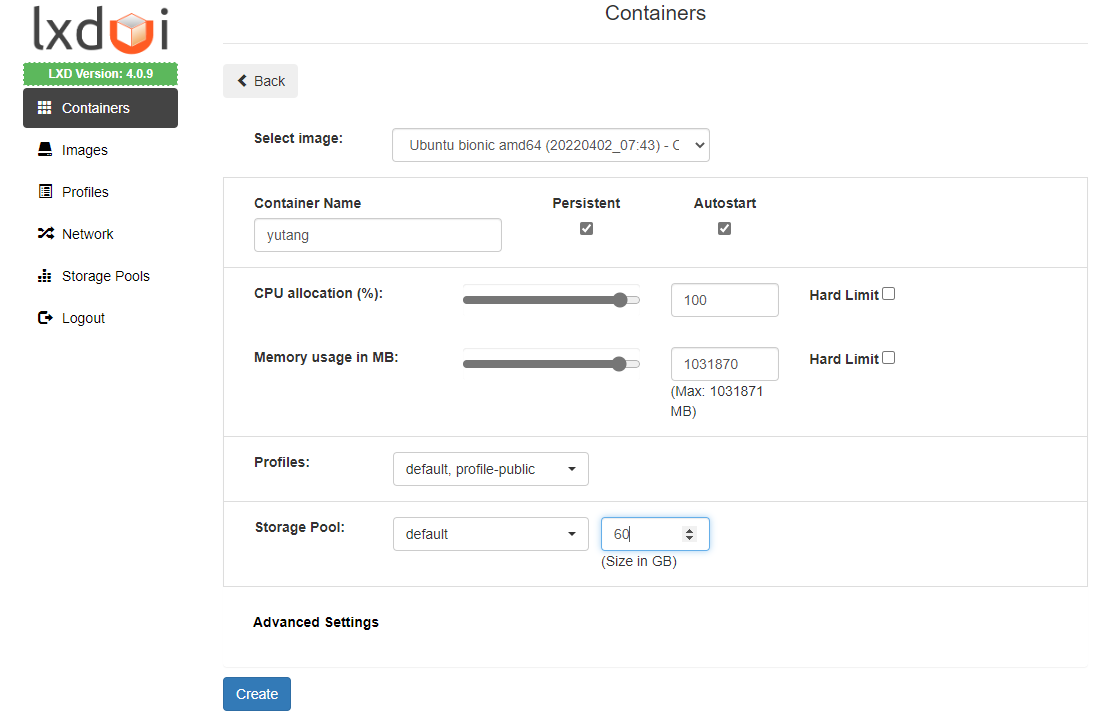 lxdui
LXD Version: 4.0.9
Containers
Images
Profiles
Network
Storage Pools
Logout
Containers
Back
Select image:
Ubuntu bionic amd64 (20220402_07:43) - C
Container Name
Persistent
Autostart
yutang
CPU allocation (%):
100
Hard Limit
Memory usage in MB:
1031870
Hard Limit
(Max: 1031871
MB)
Profiles:
default, profile-public
Storage Pool:
default
60
(Size in GB)
Advanced Settings
Create